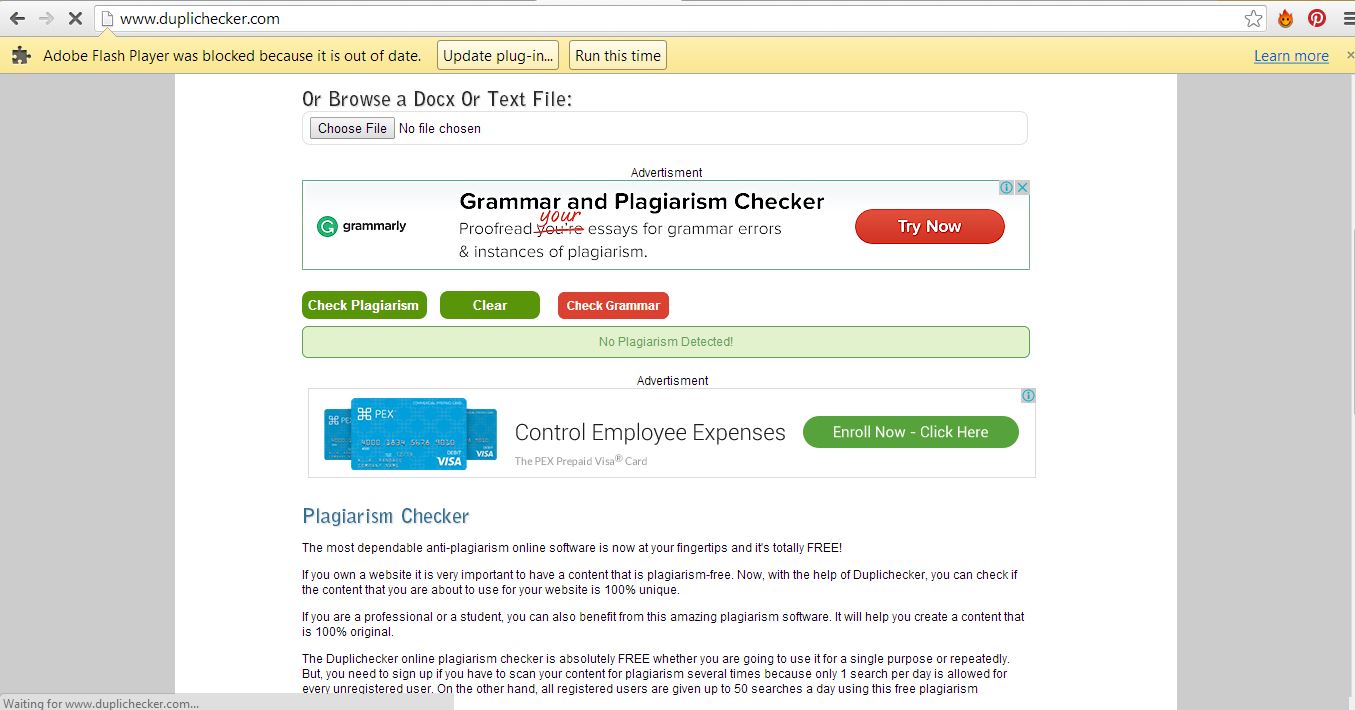 www.duplichecker.com
Adobe Flash Player was blocked because it is out of date.
Update plug-in...
Run this time
Learn more
Or Browse a Docx Or Text File:
Choose File No file chosen
Advertisment
Grammar and Plagiarism Checker
your
grammarly
Proofread you're essays for grammar errors
& instances of plagiarism.
Try Now
Check Plagiarism
Clear
Check Grammar
No Plagiarism Detected!
Advertisment
PEX
4000 1834 5678 9010
DEBIT
VISA
VISA
Control Employee Expenses
The PEX Prepaid Visa® Card
Enroll Now - Click Here
Plagiarism Checker
The most dependable anti-plagiarism online software is now at your fingertips and it's totally FREE!
If you own a website it is very important to have a content that is plagiarism-free. Now, with the help of Duplichecker, you can check if
the content that you are about to use for your website is 100% unique.
If you are a professional or a student, you can also benefit from this amazing plagiarism software. It will help you create a content that
is 100% original.
The Duplichecker online plagiarism checker is absolutely FREE whether you are going to use it for a single purpose or repeatedly.
But, you need to sign up if you have to scan your content for plagiarism several times because only 1 search per day is allowed for
every unregistered user. On the other hand, all registered users are given up to 50 searches a day using this free plagiarism
Waiting for www.duplichecker.com...